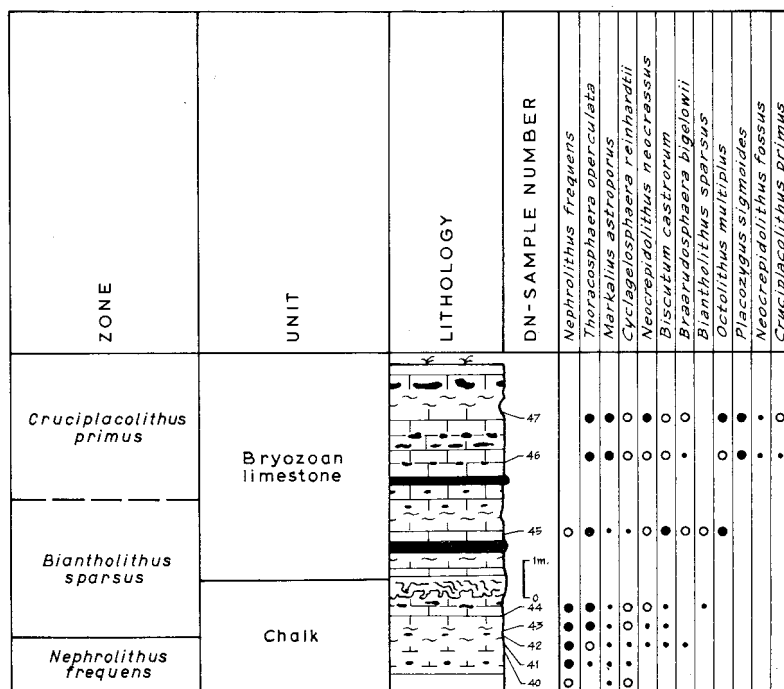 ZONE
UNIT
LITHOLOGY
DN-SAMPLE NUMBER
Nephrolithus frequens
Thoracosphaera operculata
Markalius astroporus
Cyclagelosphaera reinhardtii
Neocrepidolithus neocrassus
Biscutum castrorum
Braarudosphaera bigelowii
Biantholithus sparsus
Octolithus multiplus
Placozygus sigmoides
Neocrepidolithus fossus
Cruciplacolithus primus
Cruciplacolithus
primus
Biantholithus
sparsus
Nephrolithus
frequens
Bryozoan
limestone
Chalk
1m.
0
47
46
45
44
43
42
41
40